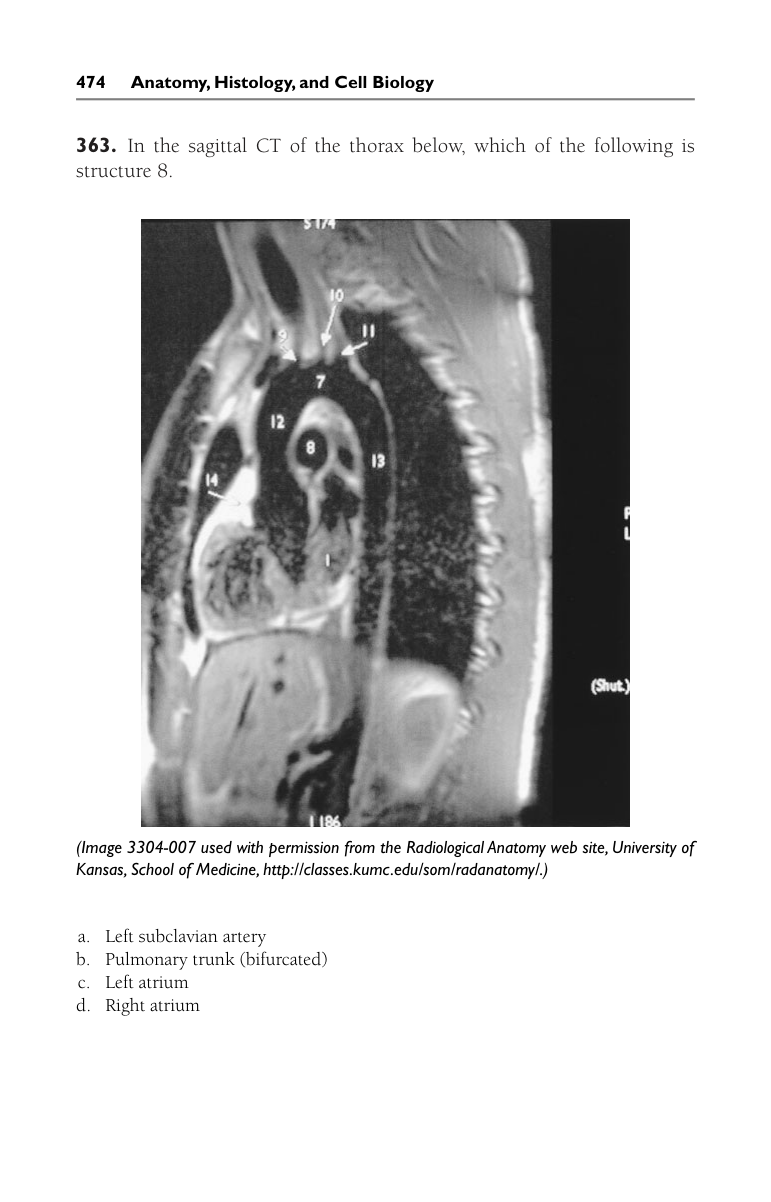 474 Anatomy, Histology, and Cell Biology
363. In the sagittal CT of the thorax below, which of the following is
structure 8.
S 174
10
9
11
7
12
8
13
14
1
(Shut.)
L 186
(Image 3304-007 used with permission from the Radiological Anatomy web site, University of
Kansas, School of Medicine, http://classes.kumc.edu/som/radanatomy/.)
a. Left subclavian artery
b. Pulmonary trunk (bifurcated)
c. Left atrium
d. Right atrium